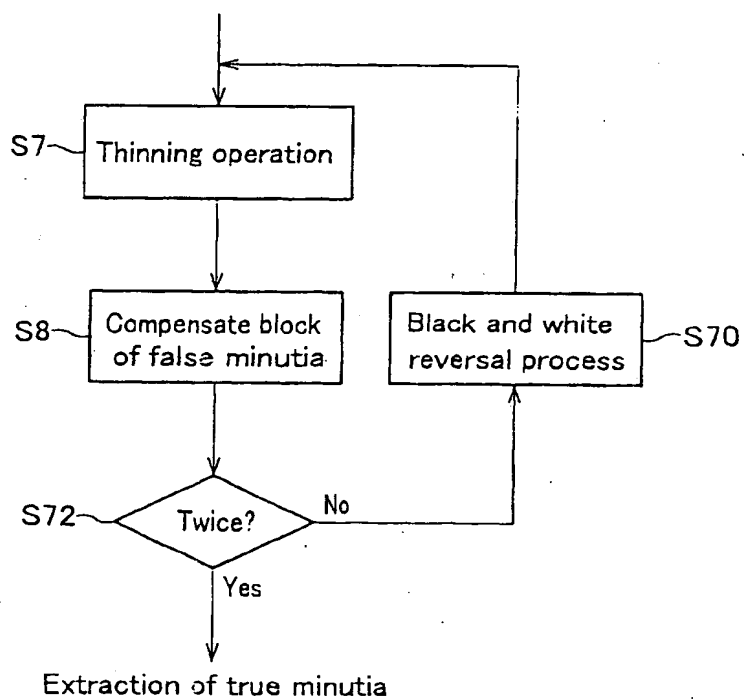 S7
Thinning operation
S8
Compensate block
of false minutia
Black and white
reversal process
S70
S72
Twice?
No
Yes
Extraction of true minutia